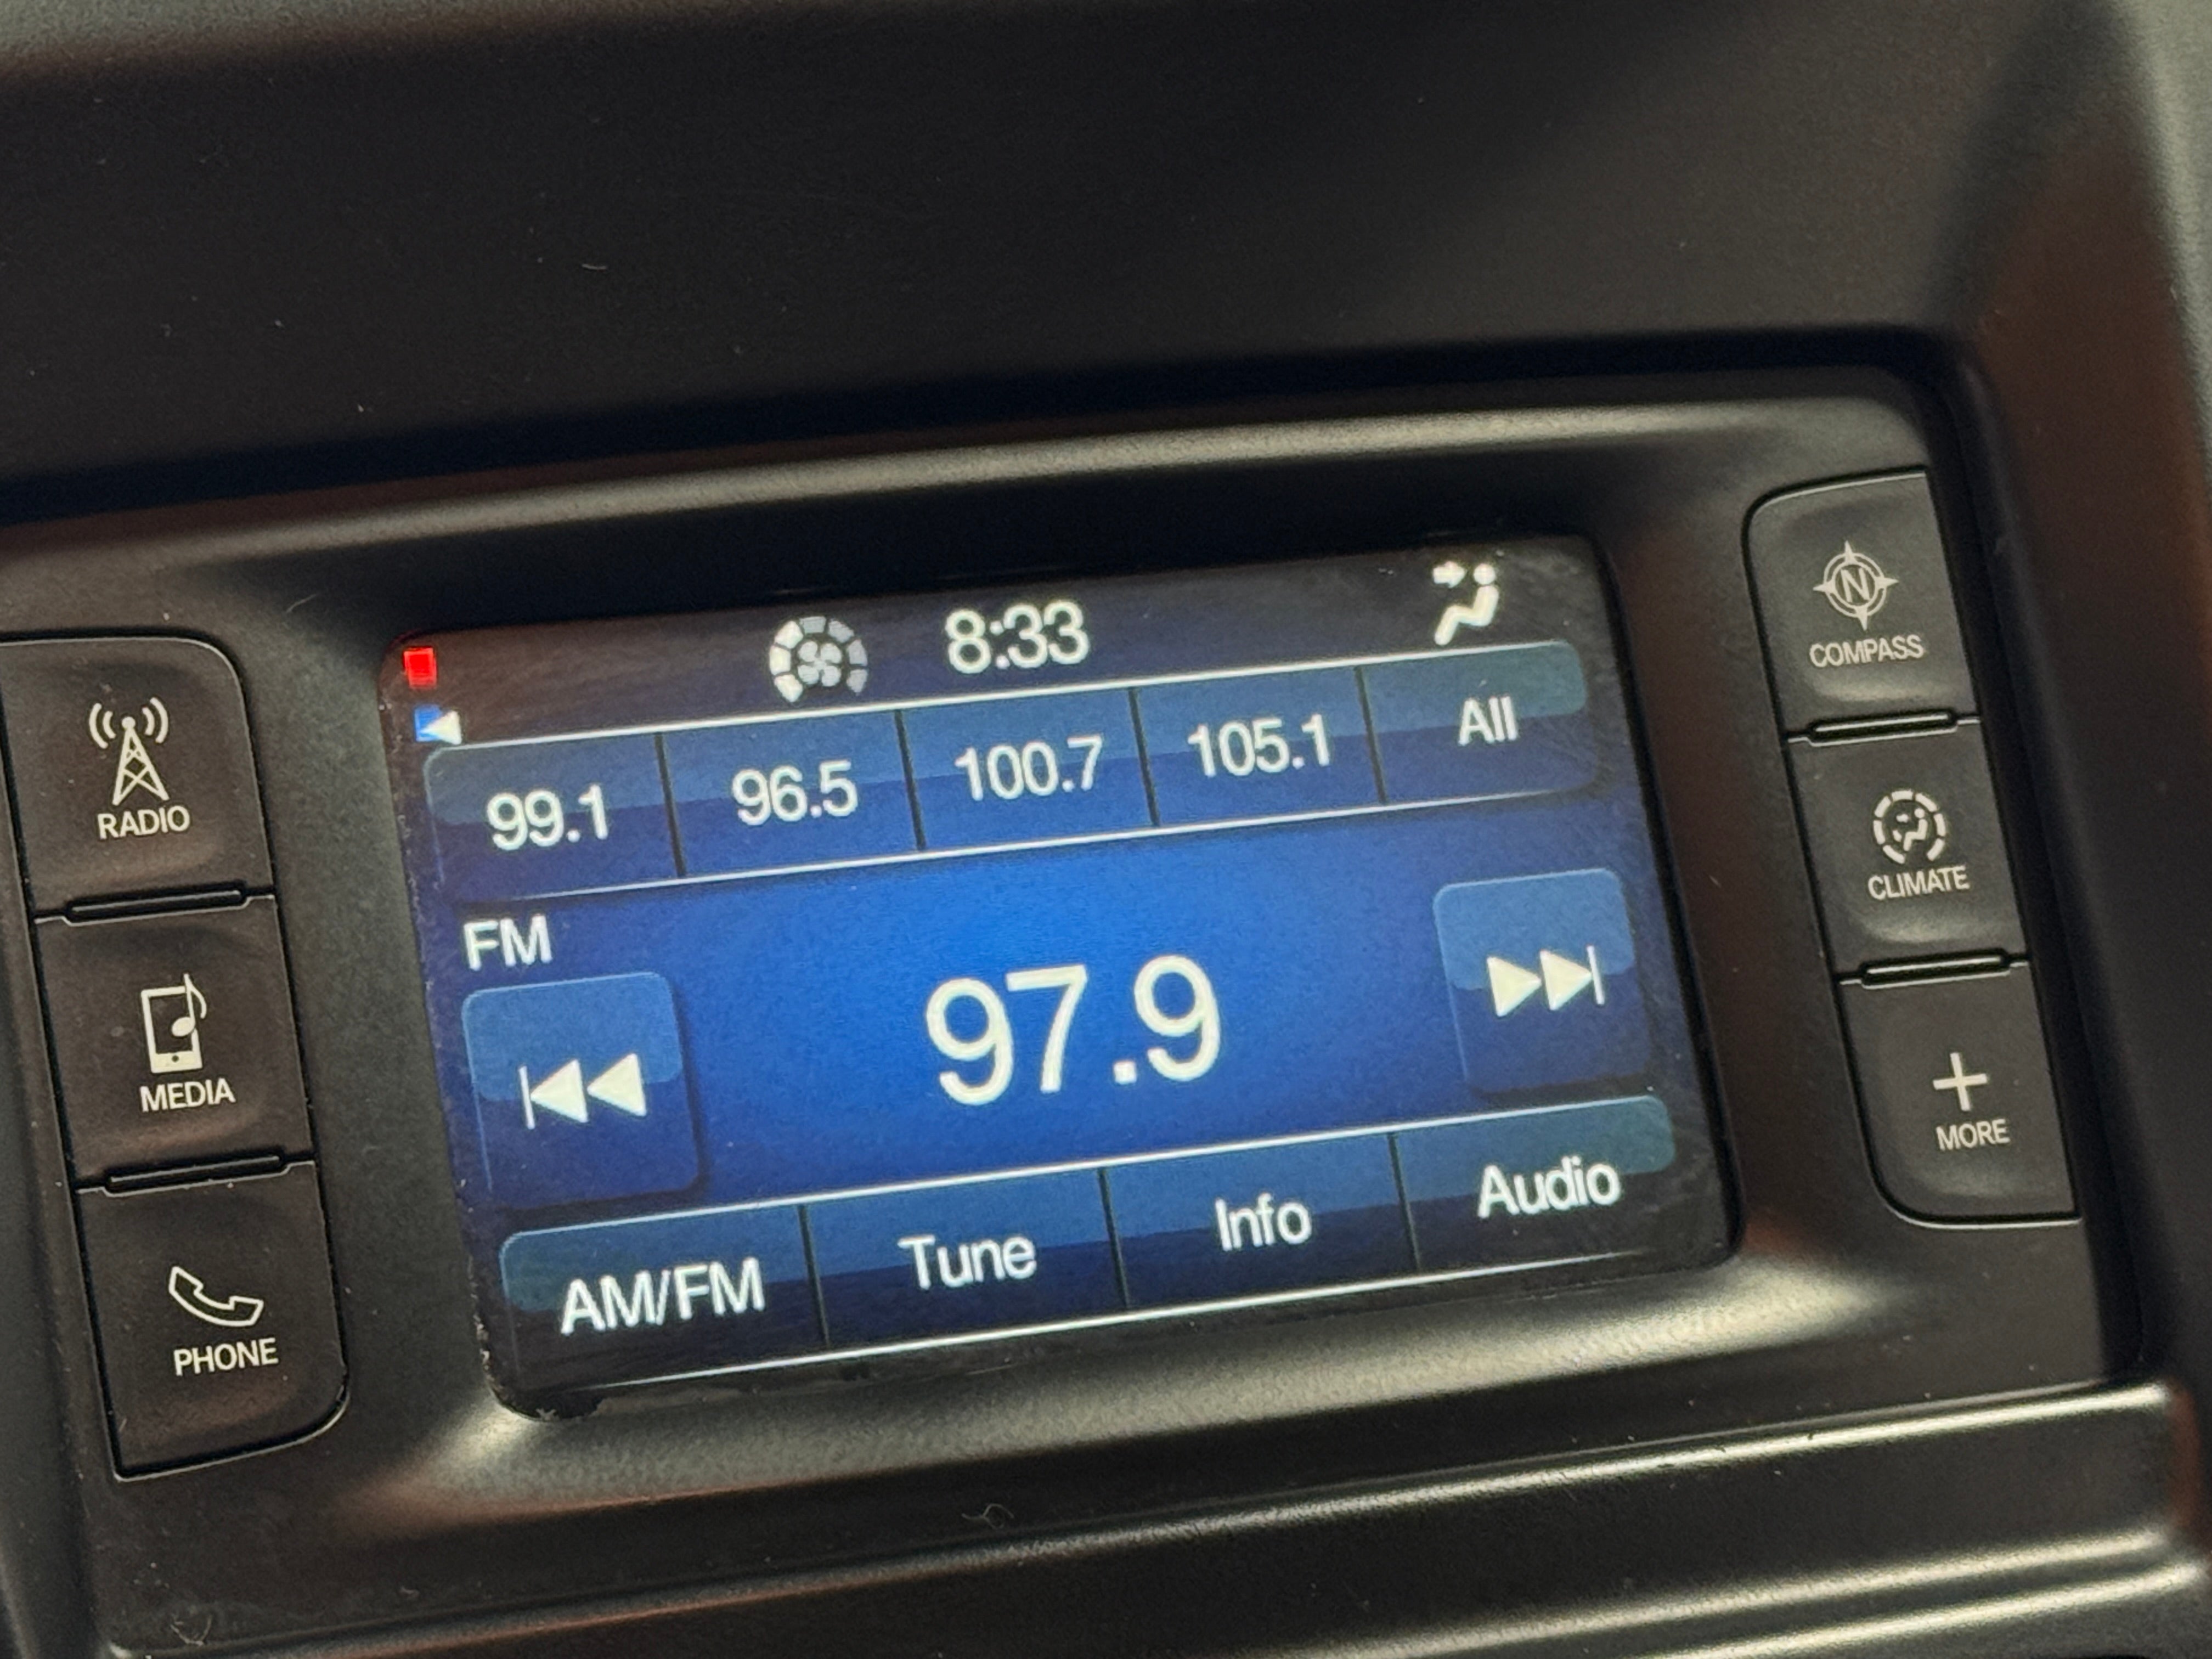 8:33
99.1 96.5 100.7 105.1 All
FM
97.9
AM/FM Tune Info Audio
RADIO
MEDIA
PHONE
N
COMPASS
CLIMATE
MORE